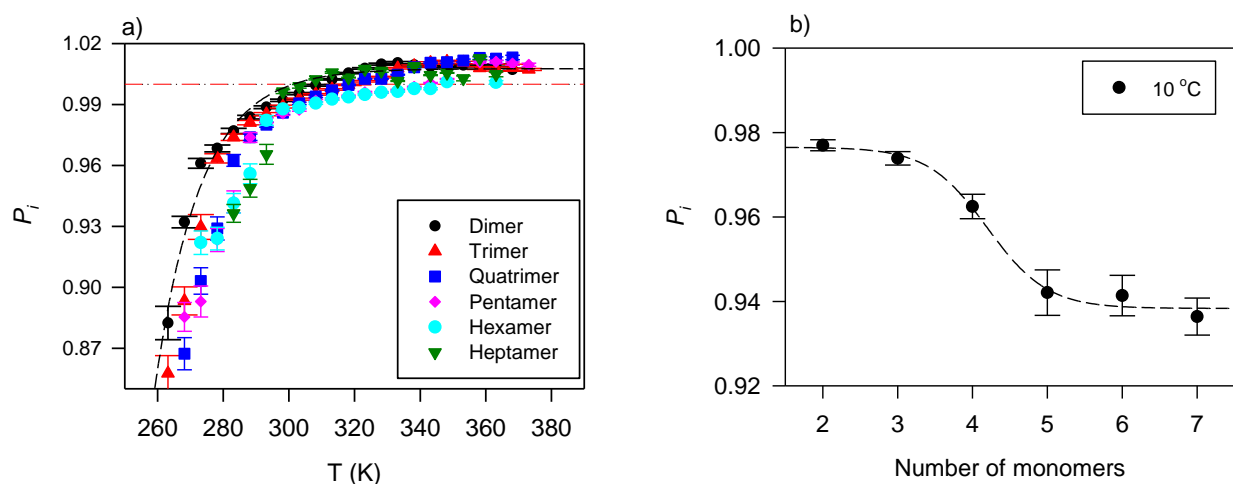 a)
1.02
0.99
0.96
0.93
0.90
0.87
P_i
260 280 300 320 340 360 380
T (K)
Dimer
Trimer
Quatrimer
Pentamer
Hexamer
Heptamer
b)
1.00
0.98
0.96
0.94
0.92
P_i
2 3 4 5 6 7
Number of monomers
10 °C